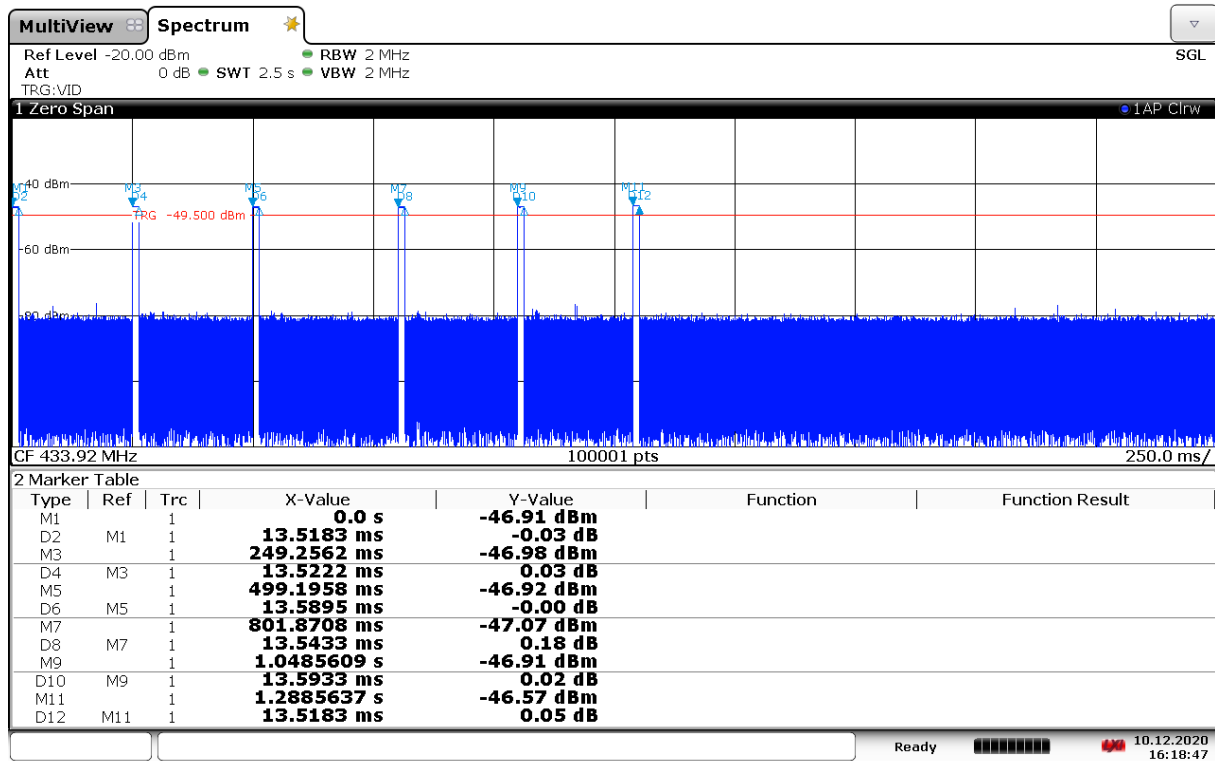 MultiView Spectrum
Ref Level -20.00 dBm RBW 2 MHz SGL
Att 0 dB SWT 2.5 s VBW 2 MHz
TRG:VID
1 Zero Span 1AP Clrw
-40 dBm
M1 M3 M5 M7 M9 M11
D2 D4 D6 D8 D10 D12
TRG -49.500 dBm
-60 dBm
-80 dBm
CF 433.92 MHz 100001 pts 250.0 ms/
2 Marker Table
Type Ref Trc X-Value Y-Value Function Function Result
M1 1 0.0 s -46.91 dBm
D2 M1 1 13.5183 ms -0.03 dB
M3 1 249.2562 ms -46.98 dBm
D4 M3 1 13.5222 ms 0.03 dB
M5 1 499.1958 ms -46.92 dBm
D6 M5 1 13.5895 ms -0.00 dB
M7 1 801.8708 ms -47.07 dBm
D8 M7 1 13.5433 ms 0.18 dB
M9 1 1.0485609 s -46.91 dBm
D10 M9 1 13.5933 ms 0.02 dB
M11 1 1.2885637 s -46.57 dBm
D12 M11 1 13.5183 ms 0.05 dB
Ready LXI 10.12.2020
16:18:47